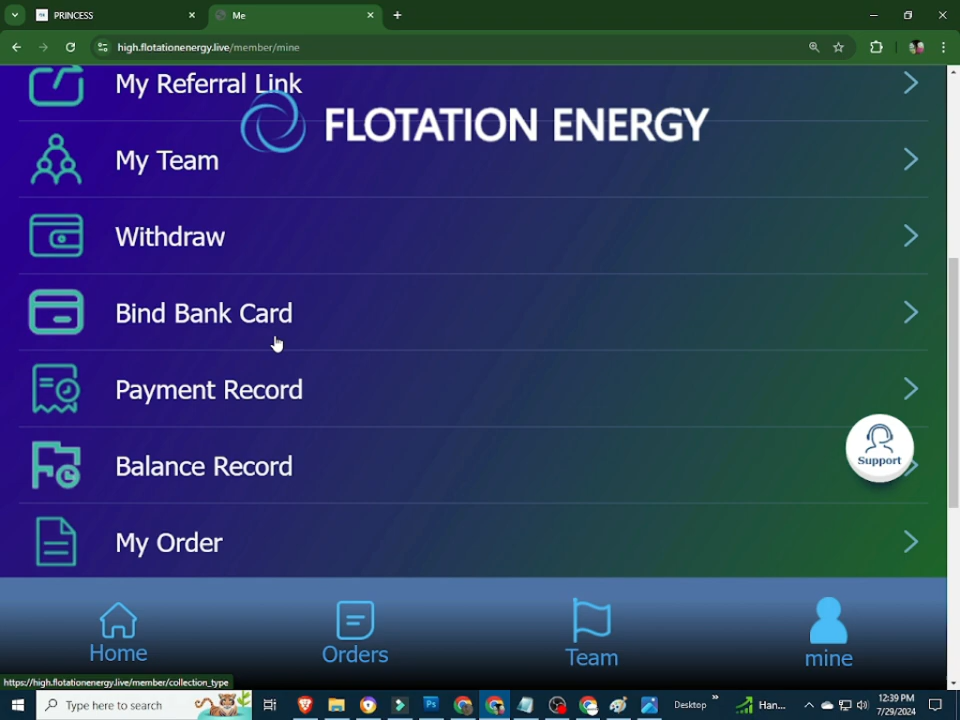 PRINCESS
Me
high.flotationenergy.live/member/mine
My Referral Link
FLOTATION ENERGY
My Team
Withdraw
Bind Bank Card
Payment Record
Balance Record
Support
My Order
Home
Orders
Team
mine
https://high.flotationenergy.live/member/collection_type
Type here to search
Desktop
Han...
12:39 PM
7/29/2024